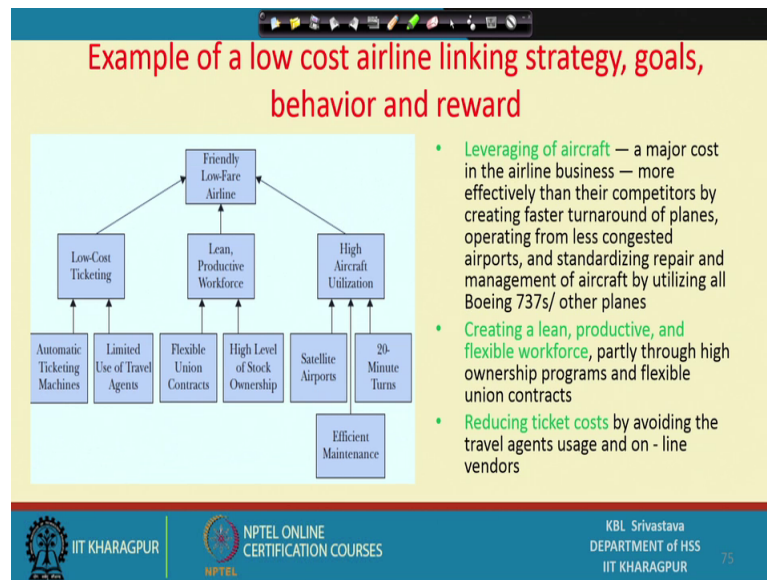 Example of a low cost airline linking strategy, goals,
behavior and reward
Friendly
Low-Fare
Airline
Low-Cost
Ticketing
Lean,
Productive
Workforce
High
Aircraft
Utilization
Automatic
Ticketing
Machines
Limited
Use of Travel
Agents
Flexible
Union
Contracts
High Level
of Stock
Ownership
Satellite
Airports
20-
Minute
Turns
Efficient
Maintenance
• Leveraging of aircraft — a major cost
in the airline business — more
effectively than their competitors by
creating faster turnaround of planes,
operating from less congested
airports, and standardizing repair and
management of aircraft by utilizing all
Boeing 737s/ other planes
• Creating a lean, productive, and
flexible workforce, partly through high
ownership programs and flexible
union contracts
• Reducing ticket costs by avoiding the
travel agents usage and on - line
vendors
IIT KHARAGPUR
NPTEL
NPTEL ONLINE
CERTIFICATION COURSES
KBL Srivastava
DEPARTMENT of HSS
IIT KHARAGPUR
75